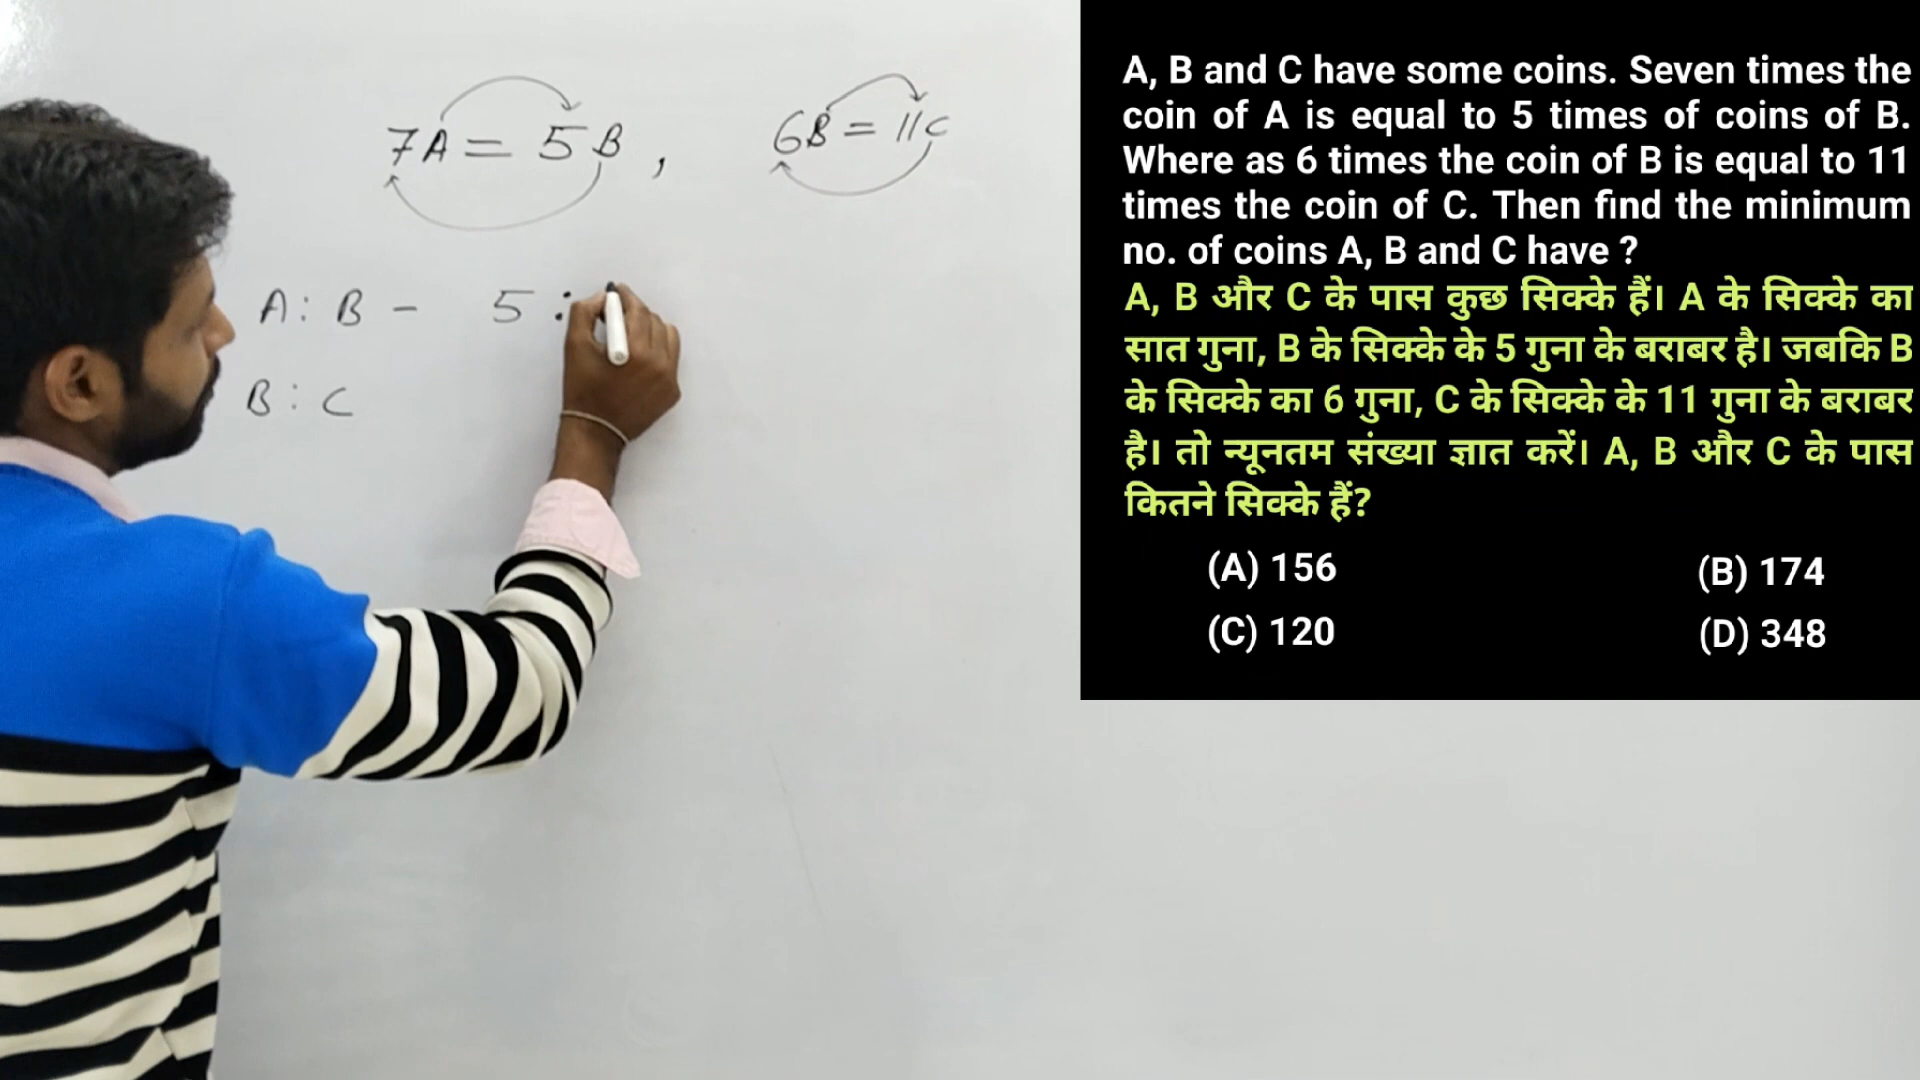 7A = 5B , 6B = 11C
A : B - 5 :
B : C
A, B and C have some coins. Seven times the
coin of A is equal to 5 times of coins of B.
Where as 6 times the coin of B is equal to 11
times the coin of C. Then find the minimum
no. of coins A, B and C have ?
A, B और C के पास कुछ सिक्के हैं। A के सिक्के का
सात गुना, B के सिक्के के 5 गुना के बराबर है। जबकि B
के सिक्के का 6 गुना, C के सिक्के के 11 गुना के बराबर
है। तो न्यूनतम संख्या ज्ञात करें। A, B और C के पास
कितने सिक्के हैं?
(A) 156 (B) 174
(C) 120 (D) 348